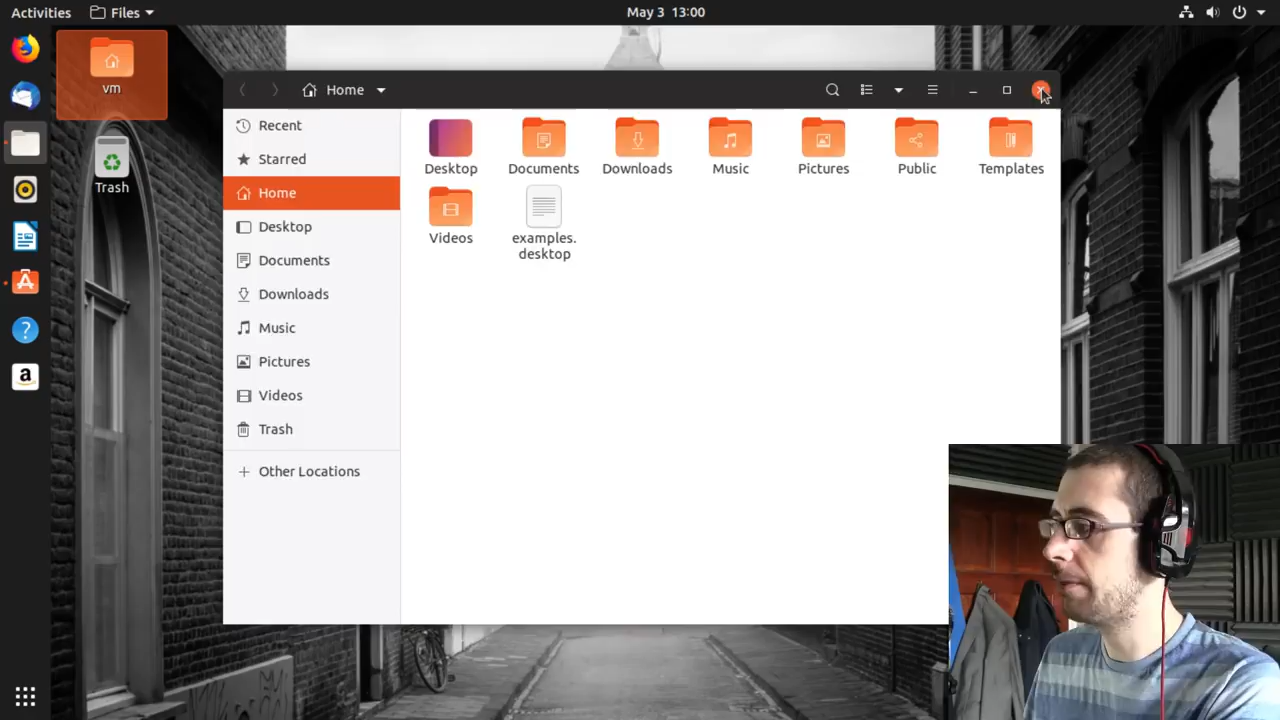 Activities
Files
May 3 13:00
vm
Trash
Home
Recent
Starred
Home
Desktop
Documents
Downloads
Music
Pictures
Videos
Trash
Other Locations
Desktop
Documents
Downloads
Music
Pictures
Public
Templates
Videos
examples.
desktop